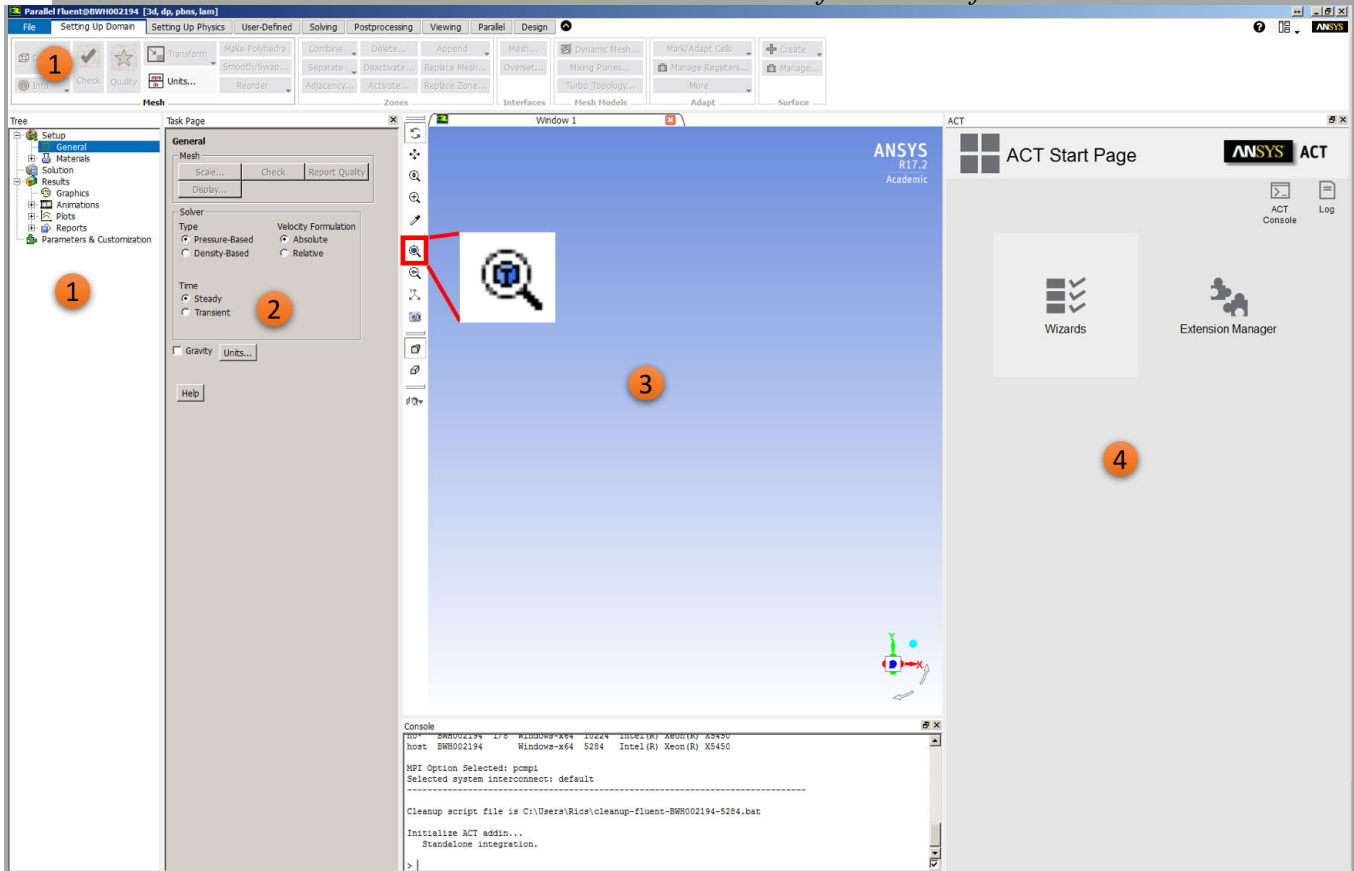 Parallel Fluent@BWH002194 [3d, dp, pbns, lam]
File Setting Up Domain Setting Up Physics User-Defined Solving Postprocessing Viewing Parallel Design ANSYS
1 Transform Make Polyhedra Combine Delete... Append Mesh... Dynamic Mesh... Mark/Adapt Cells Create
Info Check Quality Units... Smooth/Swap... Separate Deactivate... Replace Mesh... Overset... Mixing Planes... Manage Registers... Manage...
Reorder Adjacency... Activate... Replace Zone... Turbo Topology... More
Mesh Zones Interfaces Mesh Models Adapt Surface
Tree
Setup
General
Materials
Solution
Results
Graphics
Animations
Plots
Reports
Parameters & Customization
1
Task Page
General
Mesh
Scale... Check Report Quality
Display...
Solver
Type Velocity Formulation
Pressure-Based Absolute
Density-Based Relative
Time
Steady
Transient
2
Gravity Units...
Help
Window 1
ANSYS
R17.2
Academic
3
Y
X
Console
host BWH002194 Windows-x64 5284 Intel(R) Xeon(R) X5450
MPI Option Selected: pcmpi
Selected system interconnect: default
--------------------------------------------------------------------------------
Cleanup script file is C:\Users\Rics\cleanup-fluent-BWH002194-5284.bat
Initialize ACT addin...
Standalone integration.
>
ACT
ACT Start Page ANSYS ACT
ACT Console Log
Wizards Extension Manager
4